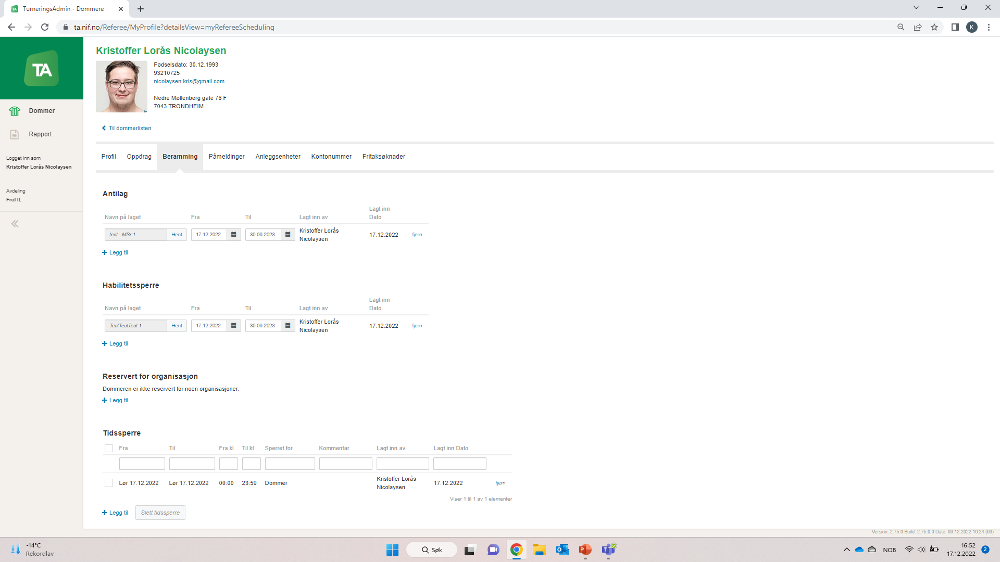 TurneringsAdmin - Dommere
ta.nif.no/Referee/MyProfile?detailsView=myRefereeScheduling
K
TA
Dommer
Rapport
Logget inn som
Kristoffer Lorås Nicolaysen
Avdeling
Frol IL
Kristoffer Lorås Nicolaysen
Fødselsdato: 30.12.1993
93210725
nicolaysen.kris@gmail.com
Nedre Møllenberg gate 76 F
7043 TRONDHEIM
Til dommerlisten
Profil Oppdrag Beramming Påmeldinger Anleggsenheter Kontonummer Fritaksøknader
Antilag
Navn på laget Fra Til Lagt inn av Lagt inn Dato
test - MSr 1 Hent 17.12.2022 30.06.2023 Kristoffer Lorås Nicolaysen 17.12.2022 fjern
Legg til
Habilitetssperre
Navn på laget Fra Til Lagt inn av Lagt inn Dato
TestTestTest 1 Hent 17.12.2022 30.06.2023 Kristoffer Lorås Nicolaysen 17.12.2022 fjern
Legg til
Reservert for organisasjon
Dommeren er ikke reservert for noen organisasjoner.
Legg til
Tidssperre
Fra Til Fra kl Til kl Sperret for Kommentar Lagt inn av Lagt inn Dato
Lør 17.12.2022 Lør 17.12.2022 00:00 23:59 Dommer Kristoffer Lorås Nicolaysen 17.12.2022 fjern
Viser 1 til 1 av 1 elementer
Legg til Slett tidssperre
Version: 2.75.0 Build: 2.75.0.0 Date: 09.12.2022 10.24 (63)
-14°C
Rekordlav
Søk
NOB
16:52
17.12.2022
2